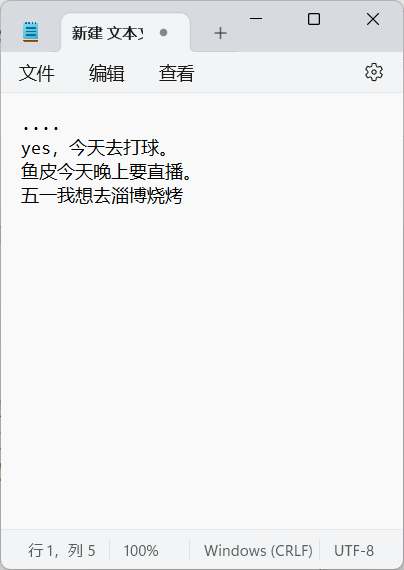 新建 文本文
文件 编辑 查看
....
yes，今天去打球。
鱼皮今天晚上要直播。
五一我想去淄博烧烤
行 1，列 5 100% Windows (CRLF) UTF-8